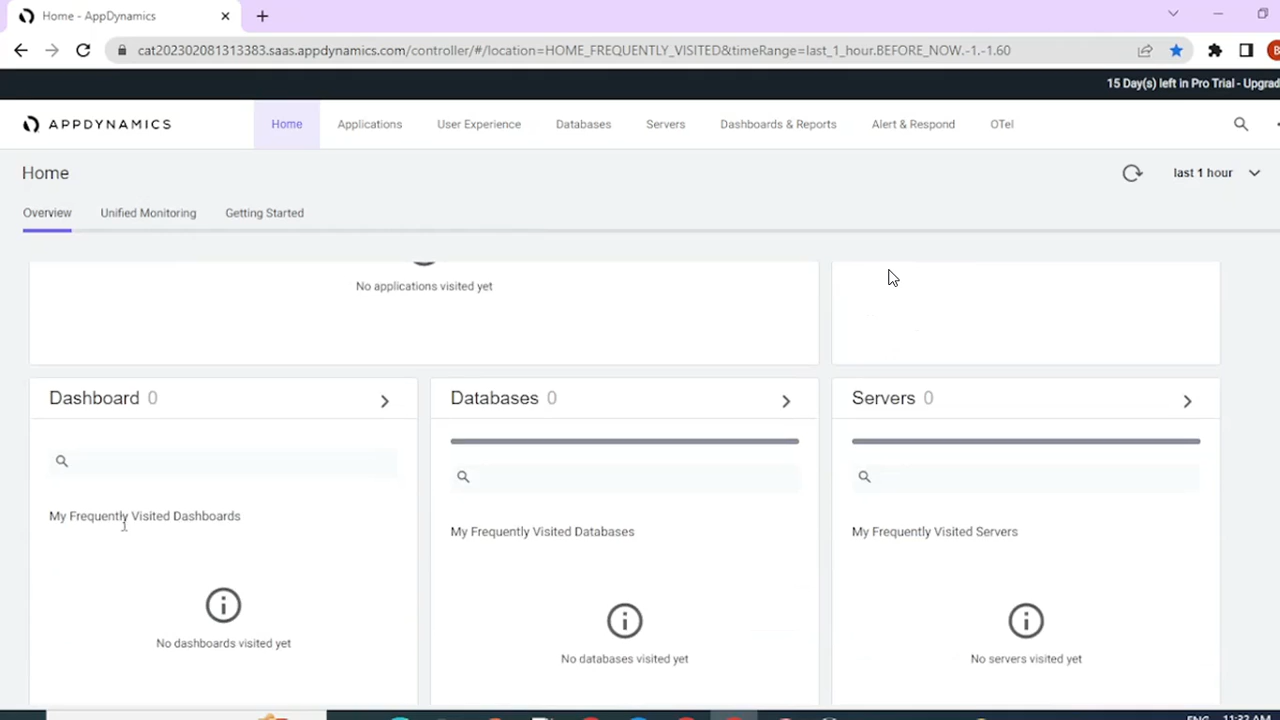 Home - AppDynamics
cat202302081313383.saas.appdynamics.com/controller/#/location=HOME_FREQUENTLY_VISITED&timeRange=last_1_hour.BEFORE_NOW.-1.-1.60
15 Day(s) left in Pro Trial - Upgrad
APPDYNAMICS Home Applications User Experience Databases Servers Dashboards & Reports Alert & Respond OTel
Home last 1 hour
Overview Unified Monitoring Getting Started
No applications visited yet
Dashboard 0 Databases 0 Servers 0
My Frequently Visited Dashboards
My Frequently Visited Databases My Frequently Visited Servers
No dashboards visited yet
No databases visited yet No servers visited yet